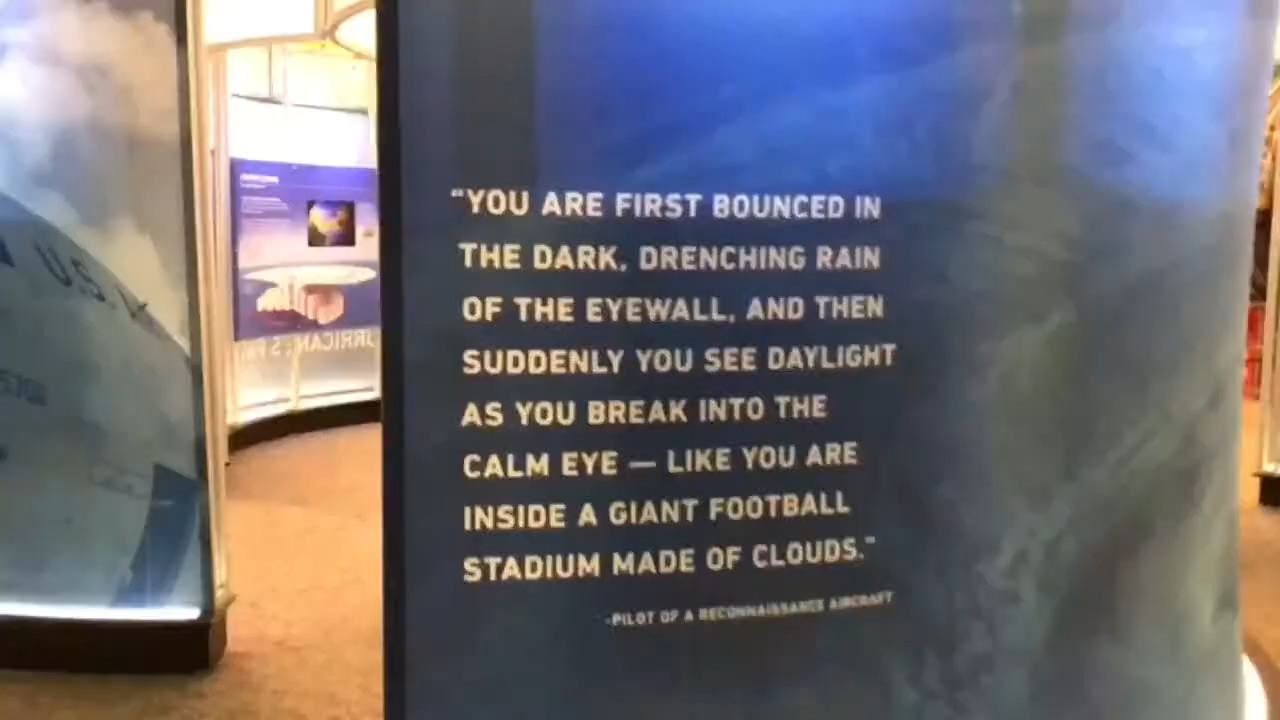 "YOU ARE FIRST BOUNCED IN
THE DARK, DRENCHING RAIN
OF THE EYEWALL, AND THEN
SUDDENLY YOU SEE DAYLIGHT
AS YOU BREAK INTO THE
CALM EYE — LIKE YOU ARE
INSIDE A GIANT FOOTBALL
STADIUM MADE OF CLOUDS."
-PILOT OF A RECONNAISSANCE AIRCRAFT
U.S.